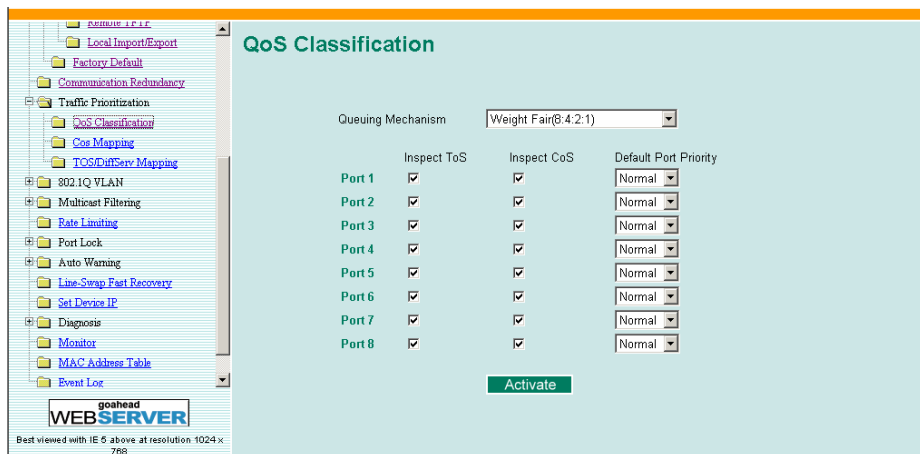 Remote TFTP
Local Import/Export
Factory Default
Communication Redundancy
Traffic Prioritization
QoS Classification
Cos Mapping
TOS/DiffServ Mapping
802.1Q VLAN
Multicast Filtering
Rate Limiting
Port Lock
Auto Warning
Line-Swap Fast Recovery
Set Device IP
Diagnosis
Monitor
MAC Address Table
Event Log
goahead
WEBSERVER
Best viewed with IE 5 above at resolution 1024 x
768
QoS Classification
Queuing Mechanism Weight Fair(8:4:2:1)
Inspect ToS Inspect CoS Default Port Priority
Port 1 Normal
Port 2 Normal
Port 3 Normal
Port 4 Normal
Port 5 Normal
Port 6 Normal
Port 7 Normal
Port 8 Normal
Activate